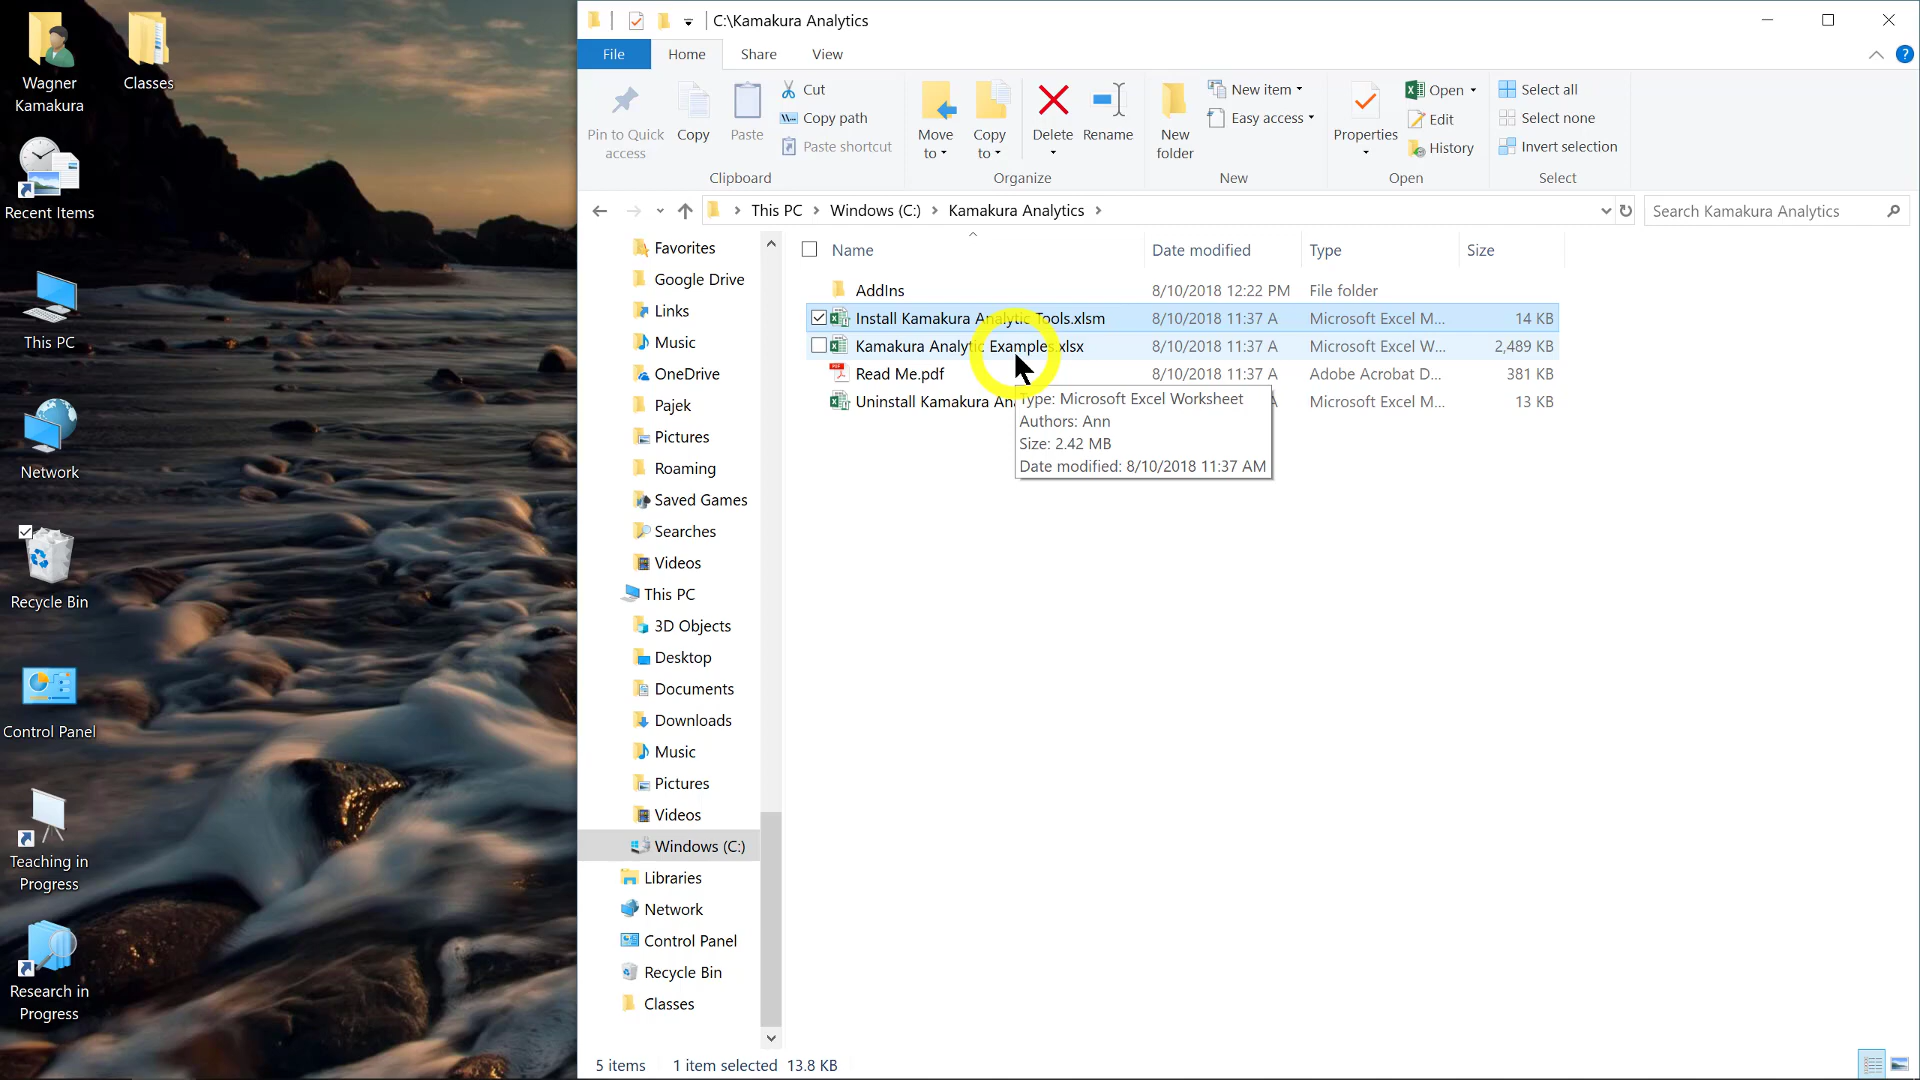 Wagner
Kamakura
Classes
Recent Items
This PC
Network
Recycle Bin
Control Panel
Teaching in
Progress
Research in
Progress
C:\Kamakura Analytics
File
Home
Share
View
Pin to Quick
access
Copy
Paste
Cut
Copy path
Paste shortcut
Clipboard
Move
to
Copy
to
Delete
Rename
Organize
New
folder
New item
Easy access
New
Properties
Open
Edit
History
Open
Select all
Select none
Invert selection
Select
This PC
Windows (C:)
Kamakura Analytics
Search Kamakura Analytics
Favorites
Google Drive
Links
Music
OneDrive
Pajek
Pictures
Roaming
Saved Games
Searches
Videos
This PC
3D Objects
Desktop
Documents
Downloads
Music
Pictures
Videos
Windows (C:)
Libraries
Network
Control Panel
Recycle Bin
Classes
Name Date modified Type Size
AddIns 8/10/2018 12:22 PM File folder
Install Kamakura Analytic Tools.xlsm 8/10/2018 11:37 A Microsoft Excel M... 14 KB
Kamakura Analytic Examples.xlsx 8/10/2018 11:37 A Microsoft Excel W... 2,489 KB
Read Me.pdf 8/10/2018 11:37 A Adobe Acrobat D... 381 KB
Uninstall Kamakura An A Microsoft Excel M... 13 KB
Type: Microsoft Excel Worksheet
Authors: Ann
Size: 2.42 MB
Date modified: 8/10/2018 11:37 AM
5 items 1 item selected 13.8 KB